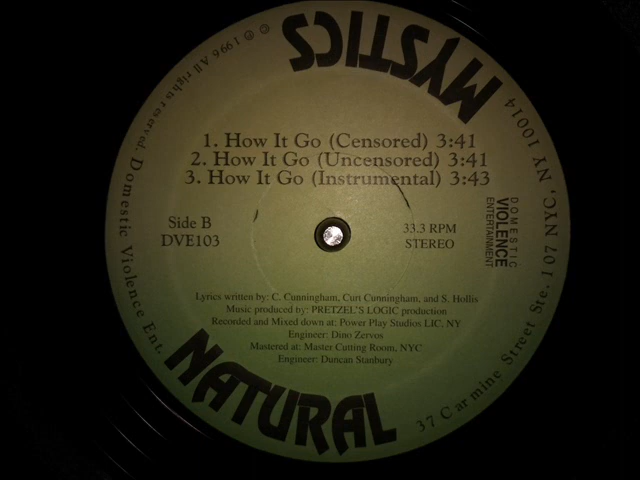 NATURAL
MYSTICS
1. How It Go (Censored) 3:41
2. How It Go (Uncensored) 3:41
3. How It Go (Instrumental) 3:43
Side B
DVE103
33.3 RPM
STEREO
DOMESTIC
VIOLENCE
ENTERTAINMENT
Lyrics written by: C. Cunningham, Curt Cunningham, and S. Hollis
Music produced by: PRETZEL'S LOGIC production
Recorded and Mixed down at: Power Play Studios LIC, NY
Engineer: Dino Zervos
Mastered at: Master Cutting Room, NYC
Engineer: Duncan Stanbury
© ℗ 1996 All rights reserved. Domestic Violence Ent.
37 Carmine Street Ste. 107 NYC, NY 10014